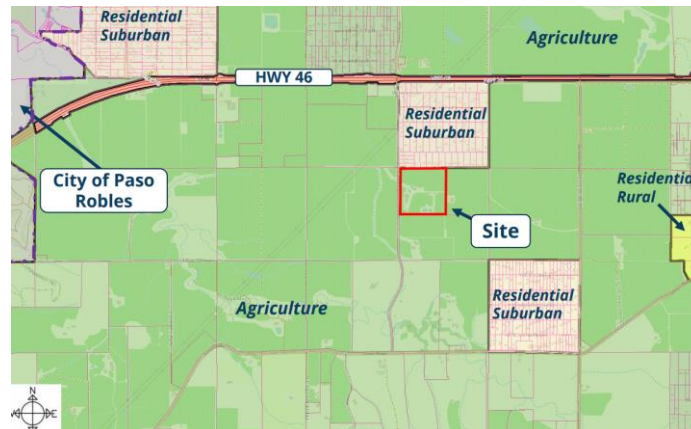 Residential
Suburban
Agriculture
HWY 46
Residential
Suburban
City of Paso
Robles
Residential
Rural
Site
Agriculture
Residential
Suburban
N